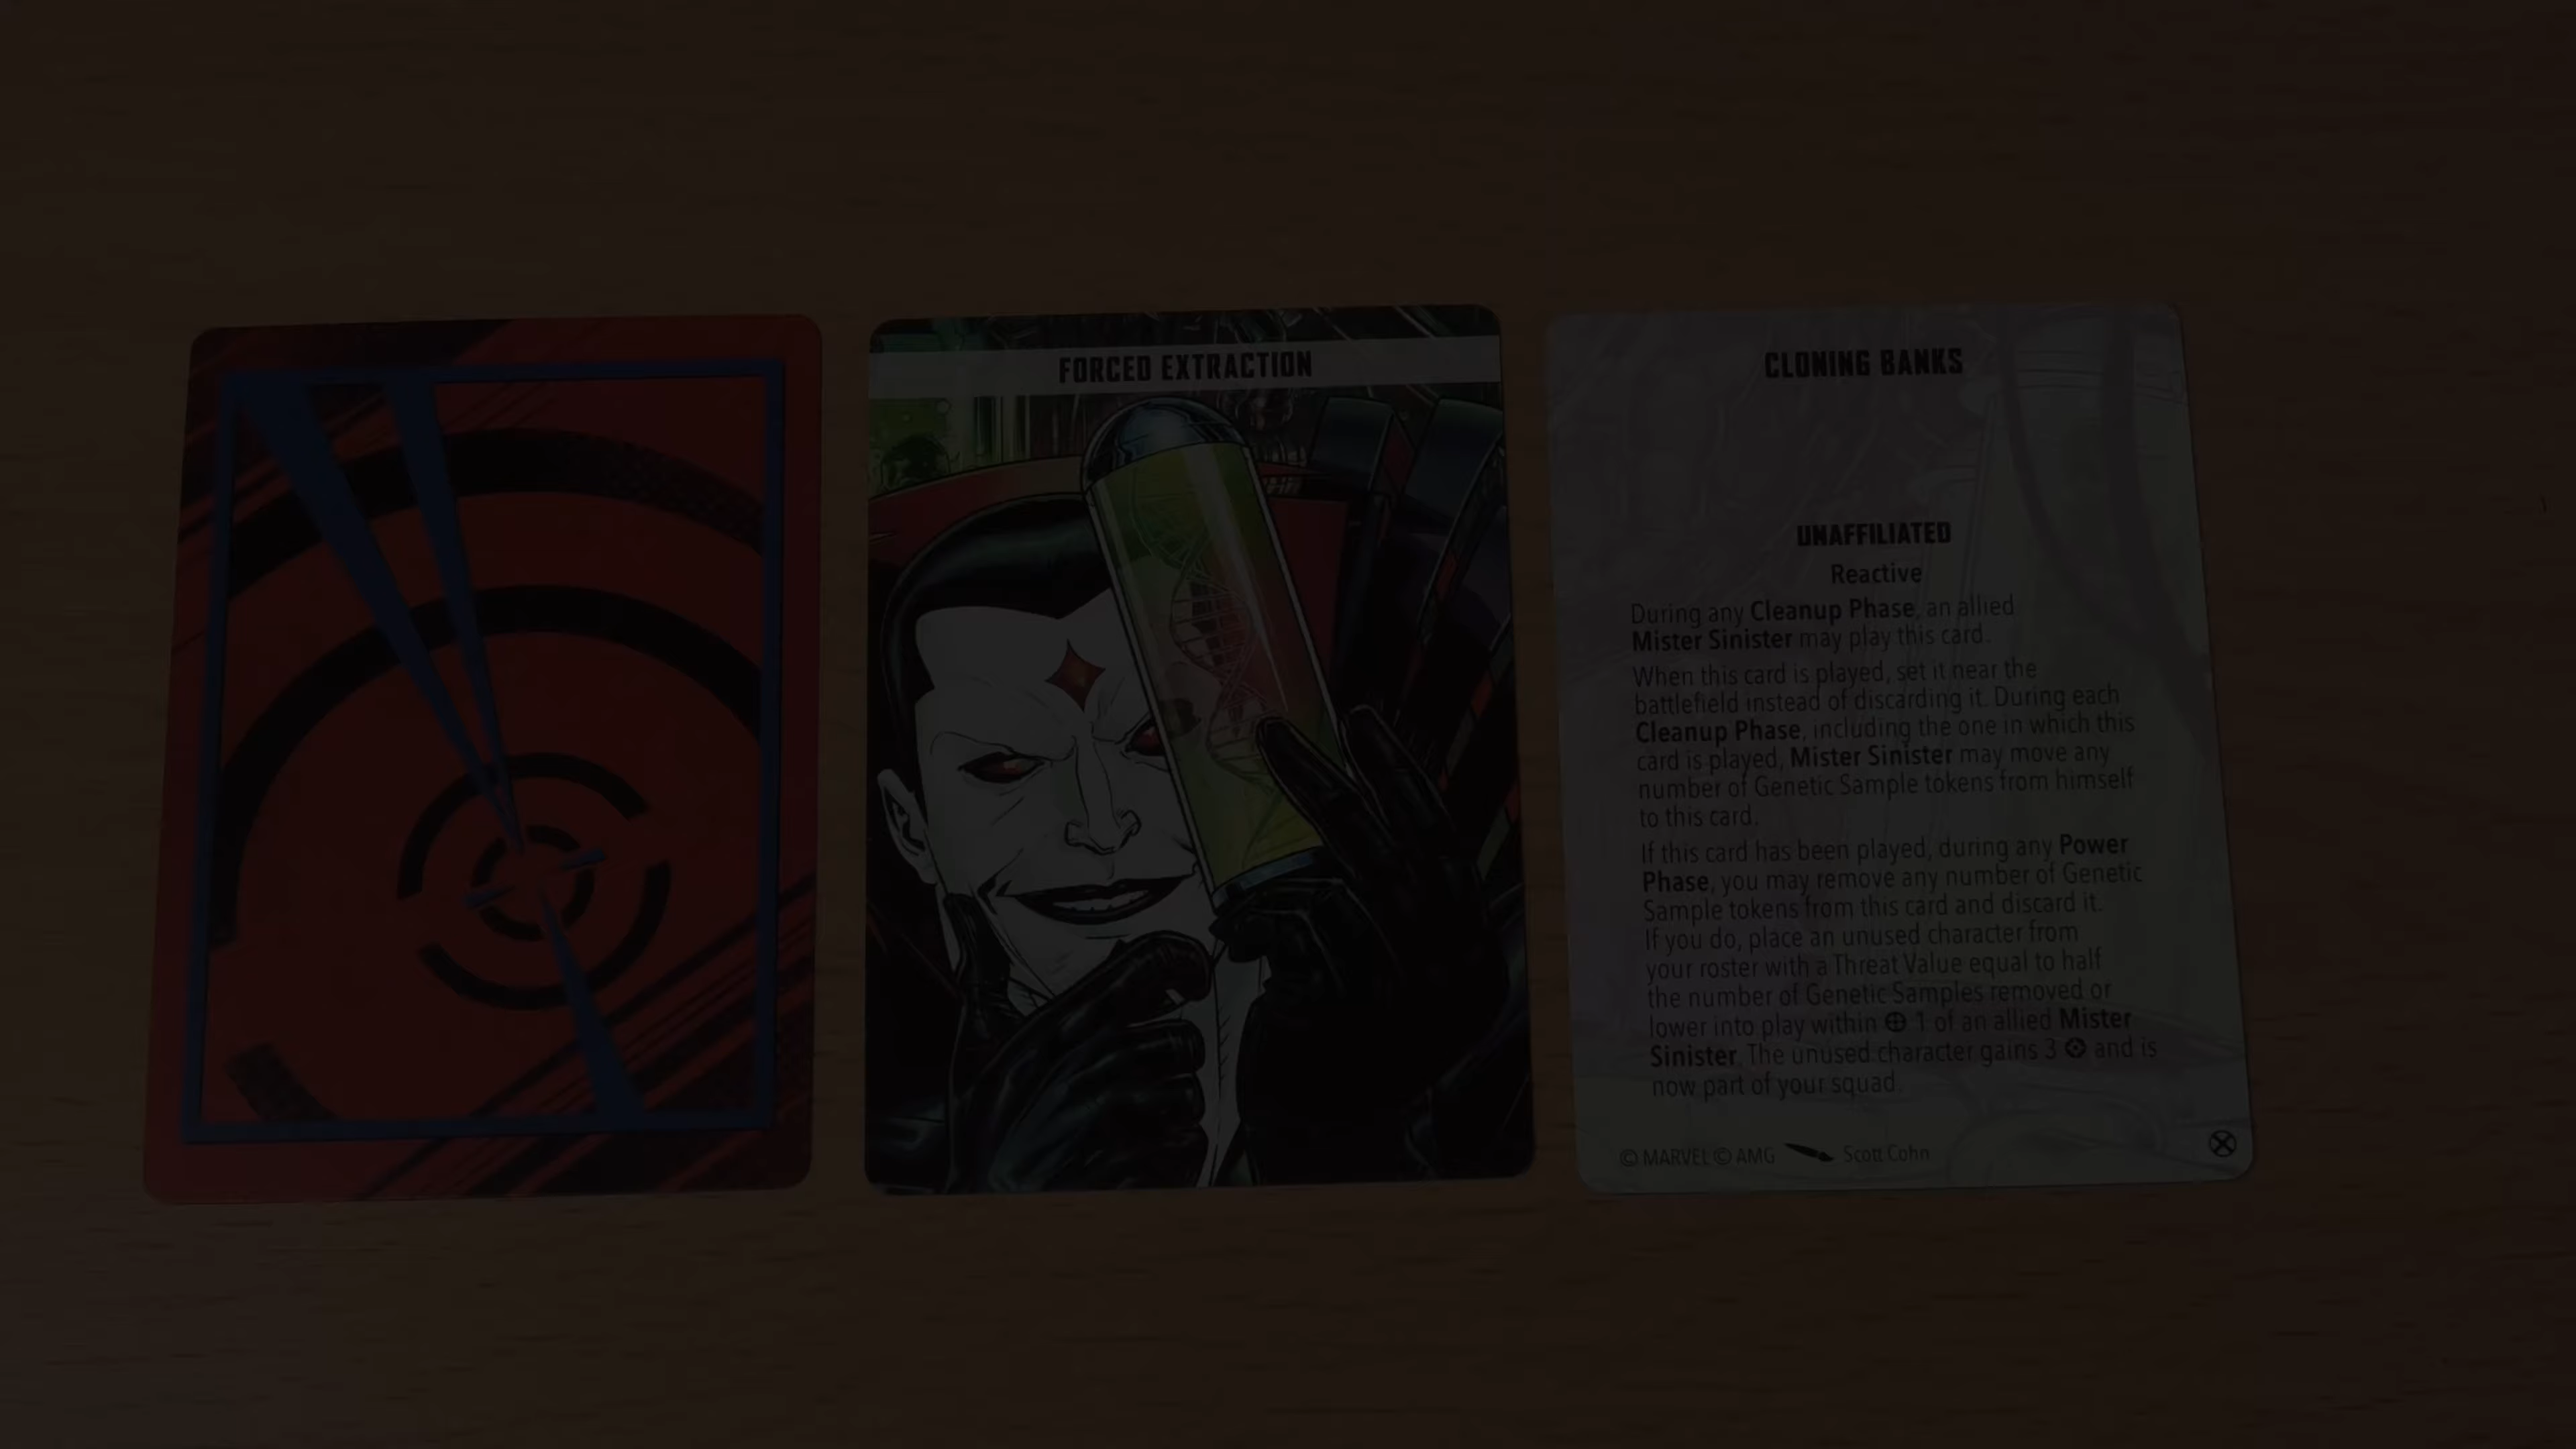 FORCED EXTRACTION
CLONING BANKS
UNAFFILIATED
Reactive
During any Cleanup Phase, an allied
Mister Sinister may play this card.
When this card is played, set it near the
battlefield instead of discarding it. During each
Cleanup Phase, including the one in which this
card is played, Mister Sinister may move any
number of Genetic Sample tokens from himself
to this card.
If this card has been played, during any Power
Phase, you may remove any number of Genetic
Sample tokens from this card and discard it.
If you do, place an unused character from
your roster with a Threat Value equal to half
the number of Genetic Samples removed or
lower into play within 1 of an allied Mister
Sinister. The unused character gains 3 and is
now part of your squad.
© MARVEL © AMG Scott Cohn